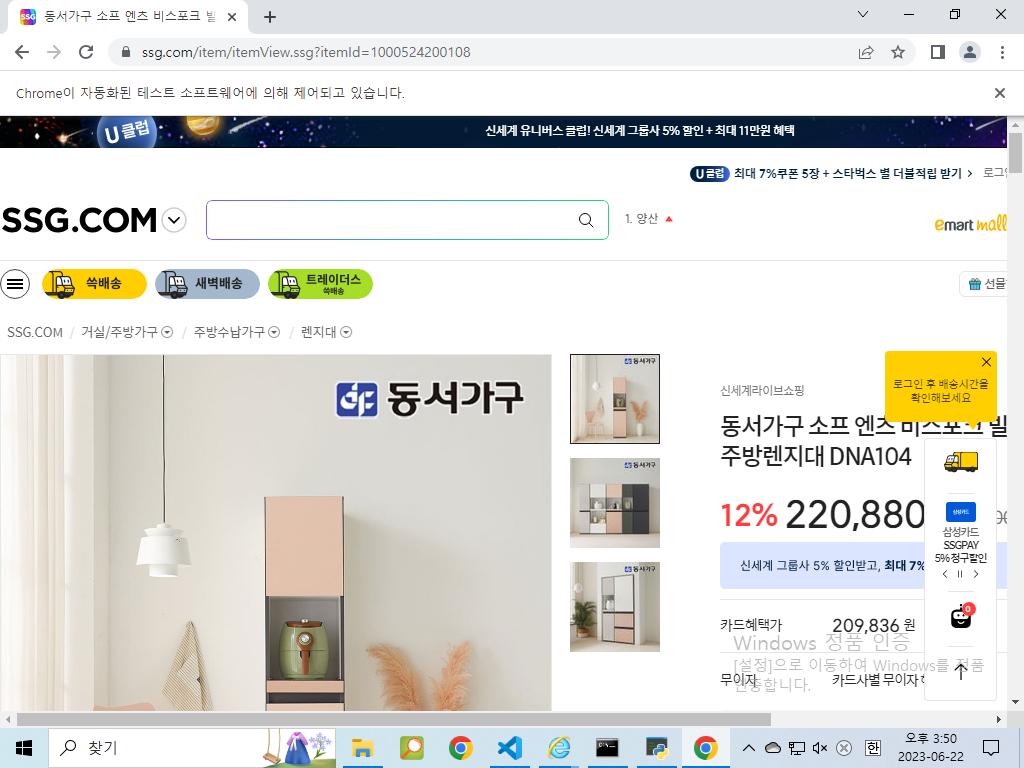 동서가구 소프 엔츠 비스포크 빌
ssg.com/item/itemView.ssg?itemId=1000524200108
Chrome이 자동화된 테스트 소프트웨어에 의해 제어되고 있습니다.
U 클럽
신세계 유니버스 클럽! 신세계 그룹사 5% 할인 + 최대 11만원 혜택
U 클럽 최대 7%쿠폰 5장 + 스타벅스 별 더블적립 받기
로그인
SSG.COM
1. 양산
emart mall
쓱배송
새벽배송
트레이더스
쓱배송
선물
SSG.COM / 거실/주방가구 / 주방수납가구 / 렌지대
동서가구
동서가구
동서가구
동서가구
신세계라이브쇼핑
로그인 후 배송시간을
확인해보세요
동서가구 소프 엔츠 비스포크 빌
주방렌지대 DNA104
12% 220,880
삼성카드
삼성카드
SSGPAY
5% 청구할인
신세계 그룹사 5% 할인받고, 최대 7%
0
카드혜택가 209,836 원
Windows 정품 인증
[설정]으로 이동하여 Windows를 정품
인증합니다.
무이자 카드사별 무이자
찾기
한
오후 3:50
2023-06-22